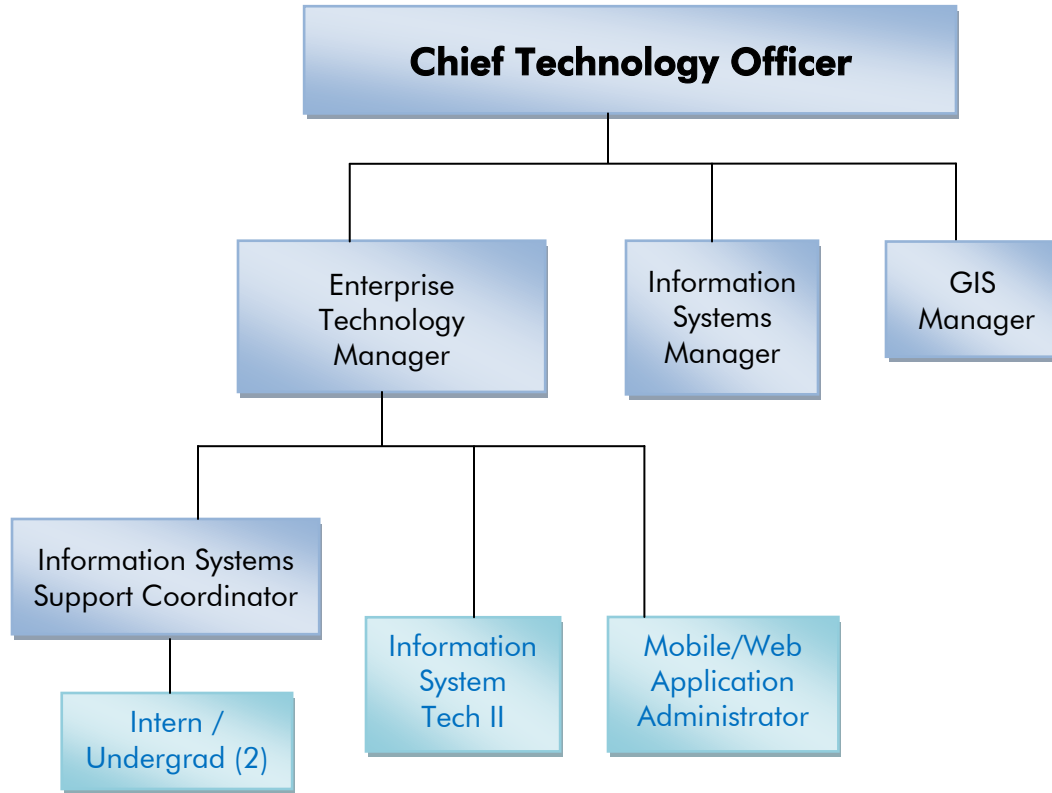 Chief Technology Officer
Enterprise
Technology
Manager
Information
Systems
Manager
GIS
Manager
Information Systems
Support Coordinator
Information
System
Tech II
Mobile/Web
Application
Administrator
Intern /
Undergrad (2)